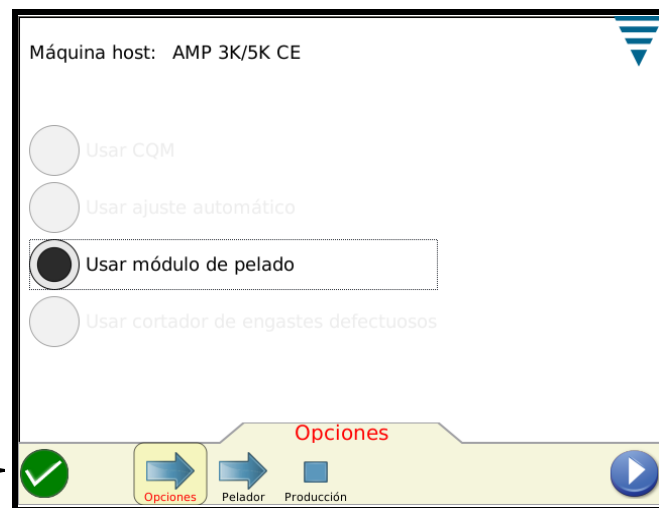 Máquina host: AMP 3K/5K CE
Usar CQM
Usar ajuste automático
Usar módulo de pelado
Usar cortador de engastes defectuosos
Opciones
Opciones Pelador Producción